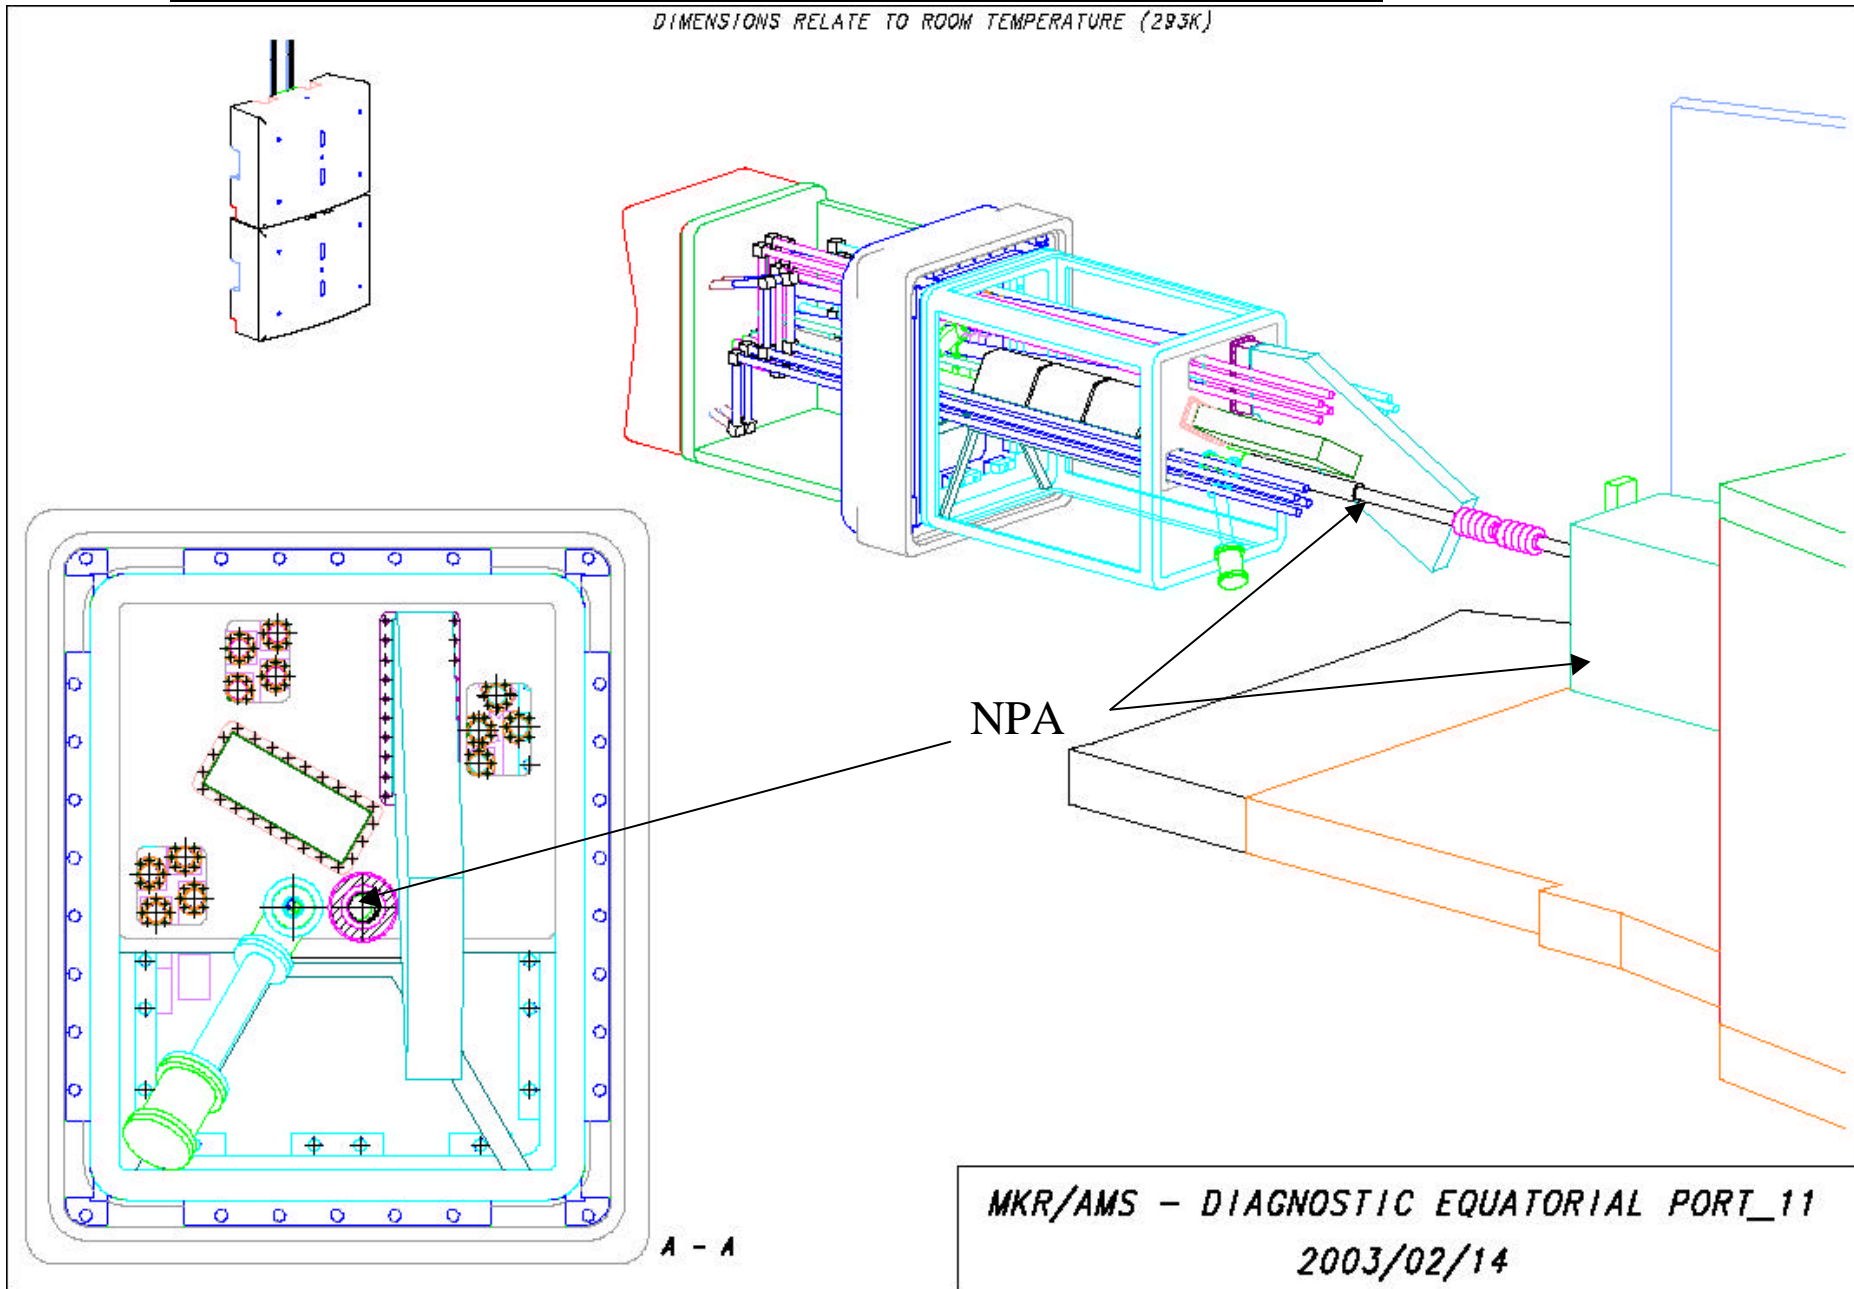 DIMENSIONS RELATE TO ROOM TEMPERATURE (293K)
NPA
A - A
MKR/AMS - DIAGNOSTIC EQUATORIAL PORT_11
2003/02/14